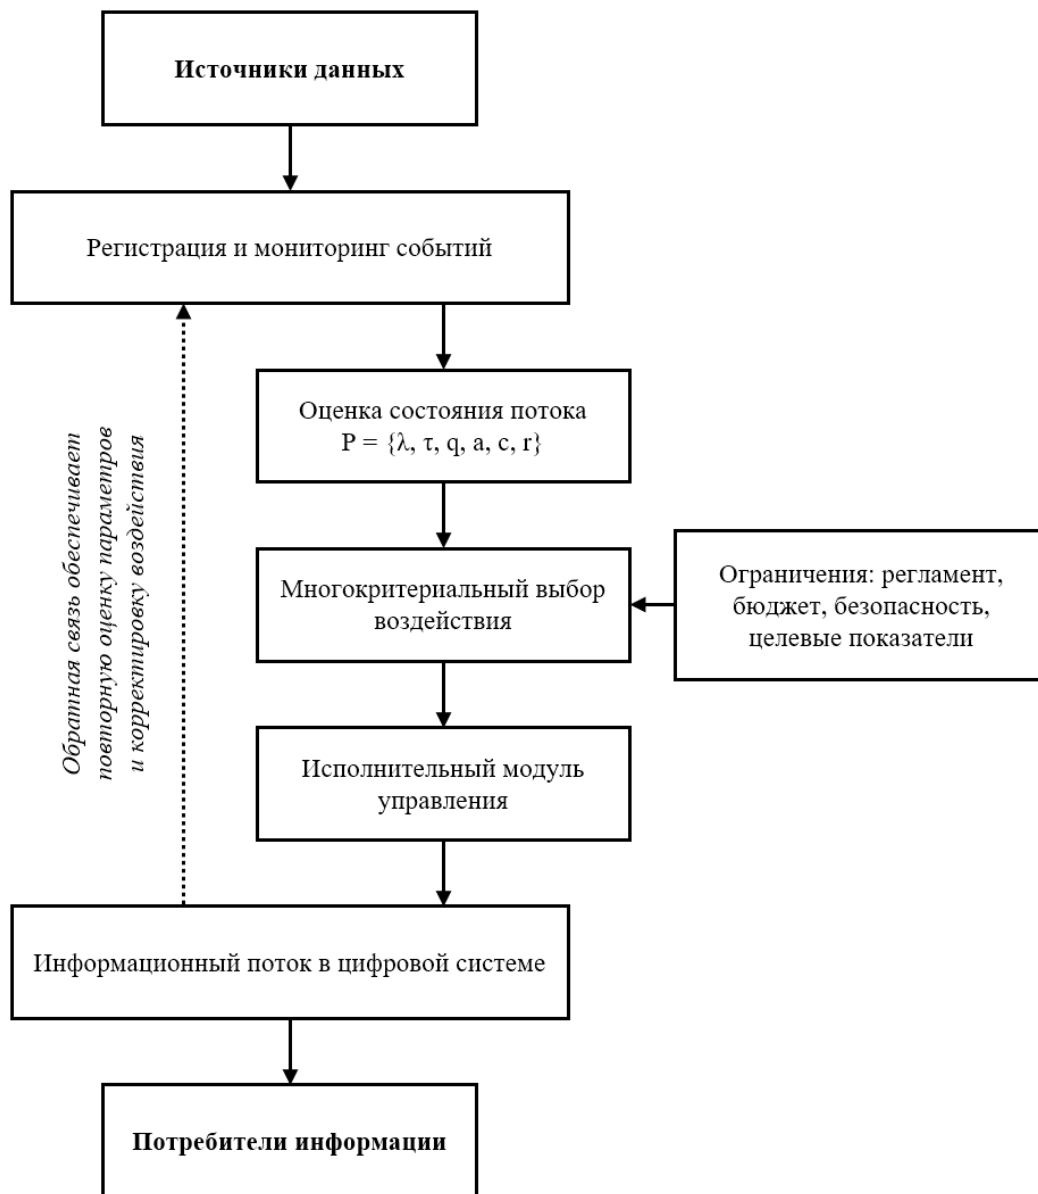 Источники данных
Регистрация и мониторинг событий
Оценка состояния потока
P = {λ, τ, q, a, c, r}
Многокритериальный выбор
воздействия
Ограничения: регламент,
бюджет, безопасность,
целевые показатели
Исполнительный модуль
управления
Обратная связь обеспечивает
повторную оценку параметров
и корректировку воздействия
Информационный поток в цифровой системе
Потребители информации